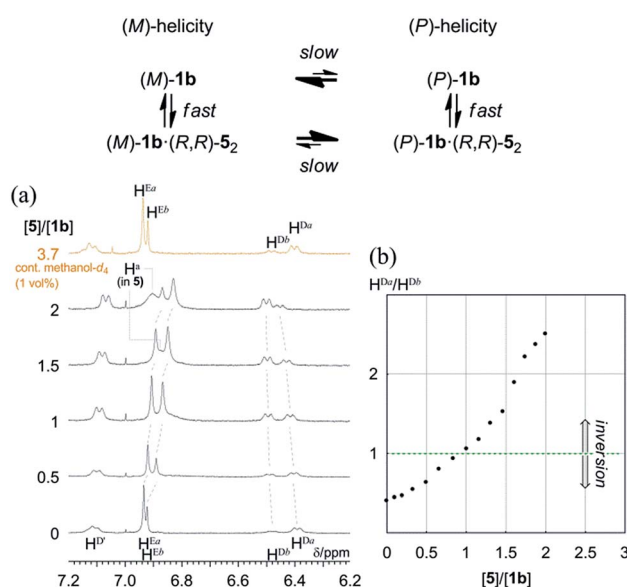 (M)-helicity (P)-helicity
slow
(M)-1b (P)-1b
fast fast
(M)-1b·(R,R)-5₂ (P)-1b·(R,R)-5₂
slow
(a)
[5]/[1b]
Hᴱᵃ
Hᴱᵇ
Hᴰᵇ
Hᴰᵃ
3.7
cont. methanol-d₄
(1 vol%)
Hᵃ
(in 5)
2
1.5
1
0.5
0
Hᴰ' Hᴱᵃ Hᴰᵇ Hᴰᵃ δ/ppm
Hᴱᵇ
7.2 7.0 6.8 6.6 6.4 6.2
(b)
Hᴰᵃ/Hᴰᵇ
2
1
inversion
0
0 0.5 1 1.5 2 2.5 3
[5]/[1b]